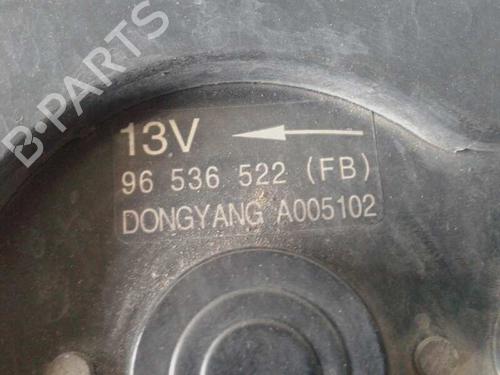 B-PARTS
13V
96 536 522 (FB)
DONGYANG A005102